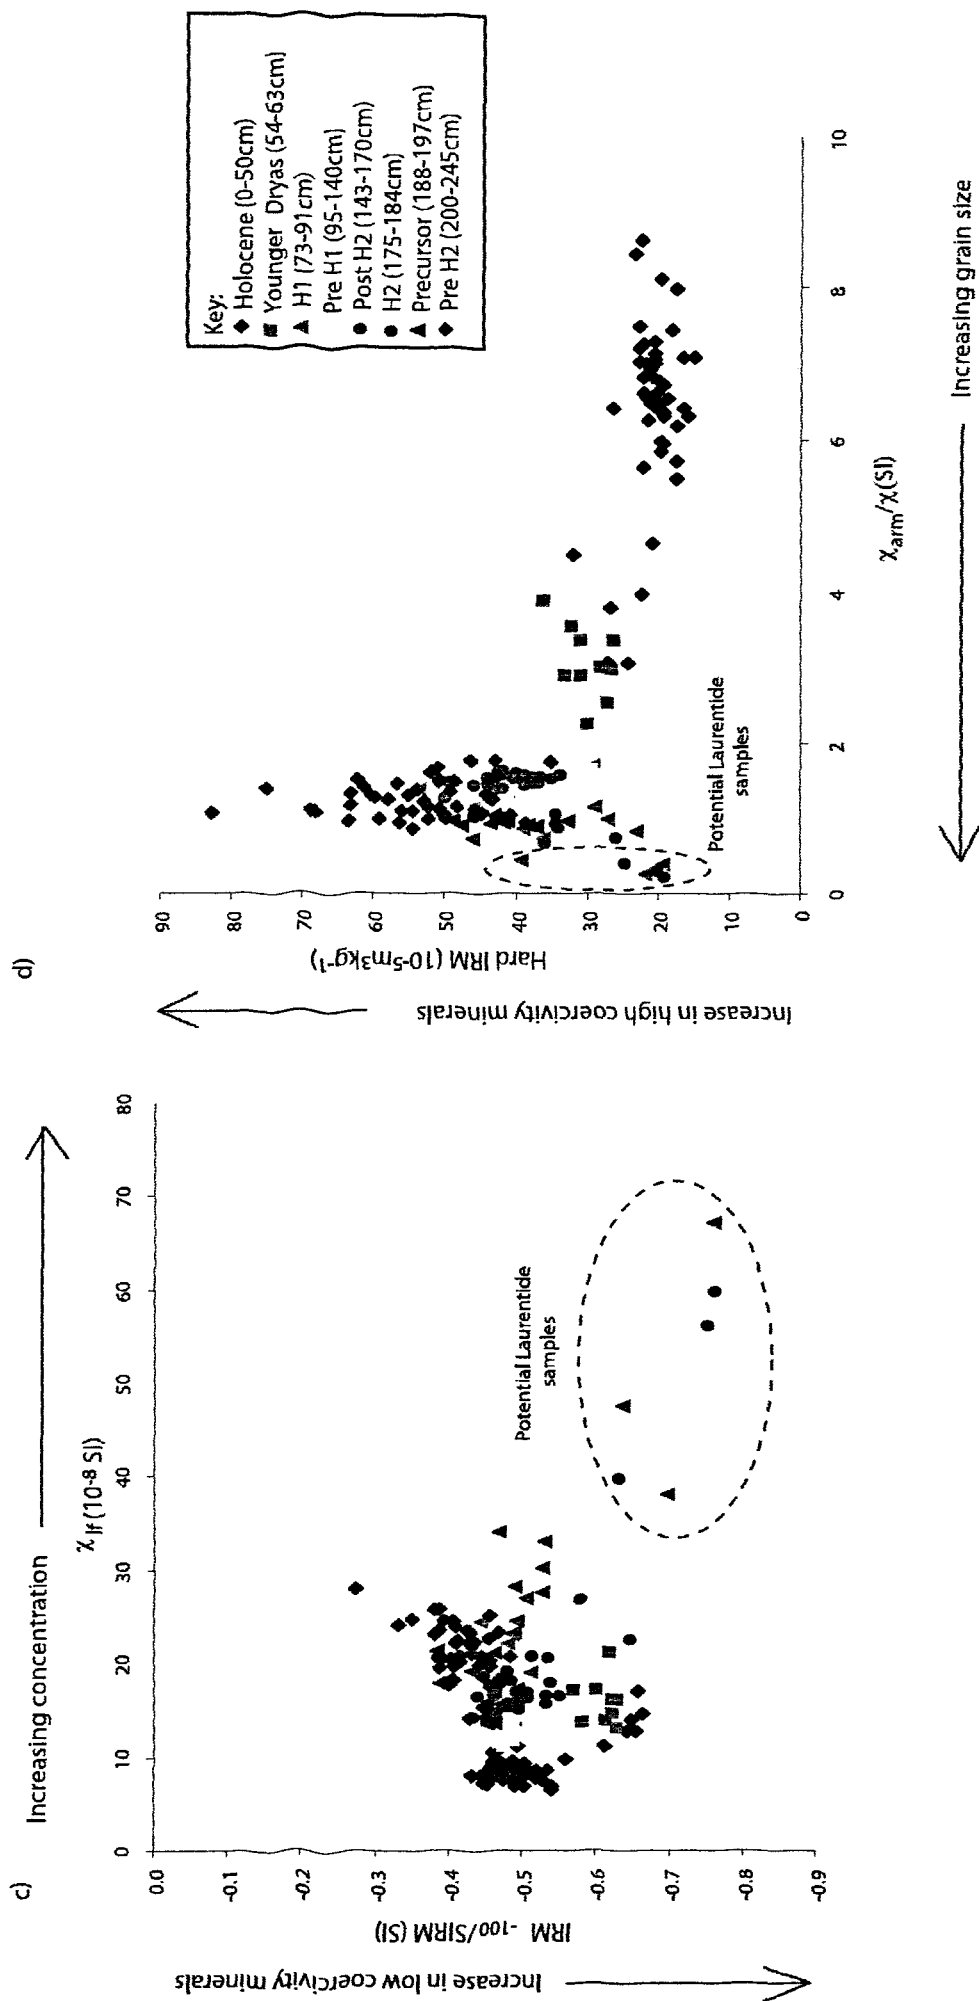 c)
Increasing concentration
χlf (10-8 SI)
0
10
20
30
40
50
60
70
80
0.0
-0.1
-0.2
-0.3
-0.4
-0.5
-0.6
-0.7
-0.8
-0.9
IRM -100/SIRM (SI)
Increase in low coercivity minerals
Potential Laurentide
samples
d)
Key:
Holocene (0-50cm)
Younger Dryas (54-63cm)
H1 (73-91cm)
Pre H1 (95-140cm)
Post H2 (143-170cm)
H2 (175-184cm)
Precursor (188-197cm)
Pre H2 (200-245cm)
90
80
70
60
50
40
30
20
10
0
Hard IRM (10-5m3kg-1)
Increase in high coercivity minerals
Potential Laurentide
samples
0
2
4
6
8
10
χarm/χ(SI)
Increasing grain size